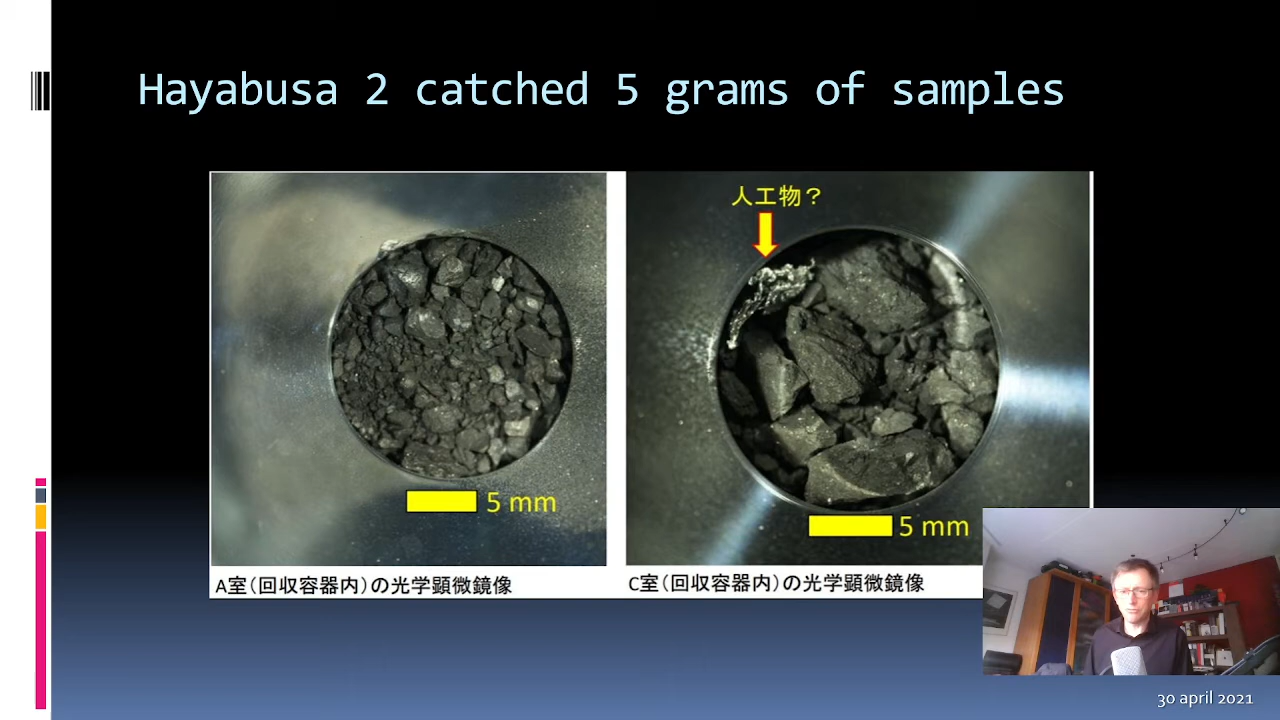 Hayabusa 2 catched 5 grams of samples
人工物？
5 mm
5 mm
A室（回収容器内）の光学顕微鏡像
C室（回収容器内）の光学顕微鏡像
30 april 2021